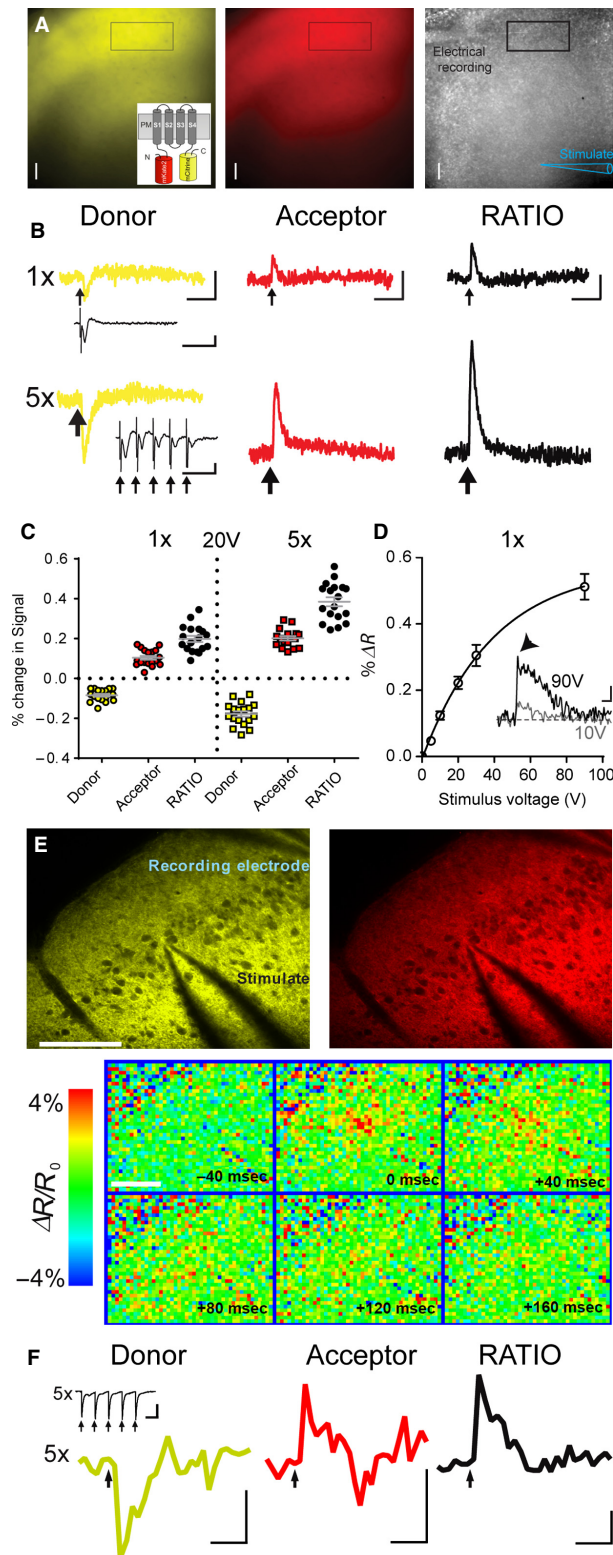 A
Electrical
recording
Stimulate
0
PM
S1 S2 S3 S4
N
C
mKate2
mCitrine
Donor
Acceptor
RATIO
B
1x
5x
C
1x
20V
5x
% change in Signal
0.6
0.4
0.2
0.0
−0.2
−0.4
Donor
Acceptor
RATIO
Donor
Acceptor
RATIO
D
1x
% ΔR
0.6
0.4
0.2
0.0
90V
10V
0 20 40 60 80 100
Stimulus voltage (V)
E
Recording electrode
Stimulate
4%
ΔR/R0
−4%
−40 msec
0 msec
+40 msec
+80 msec
+120 msec
+160 msec
F
Donor
Acceptor
RATIO
5x
5x